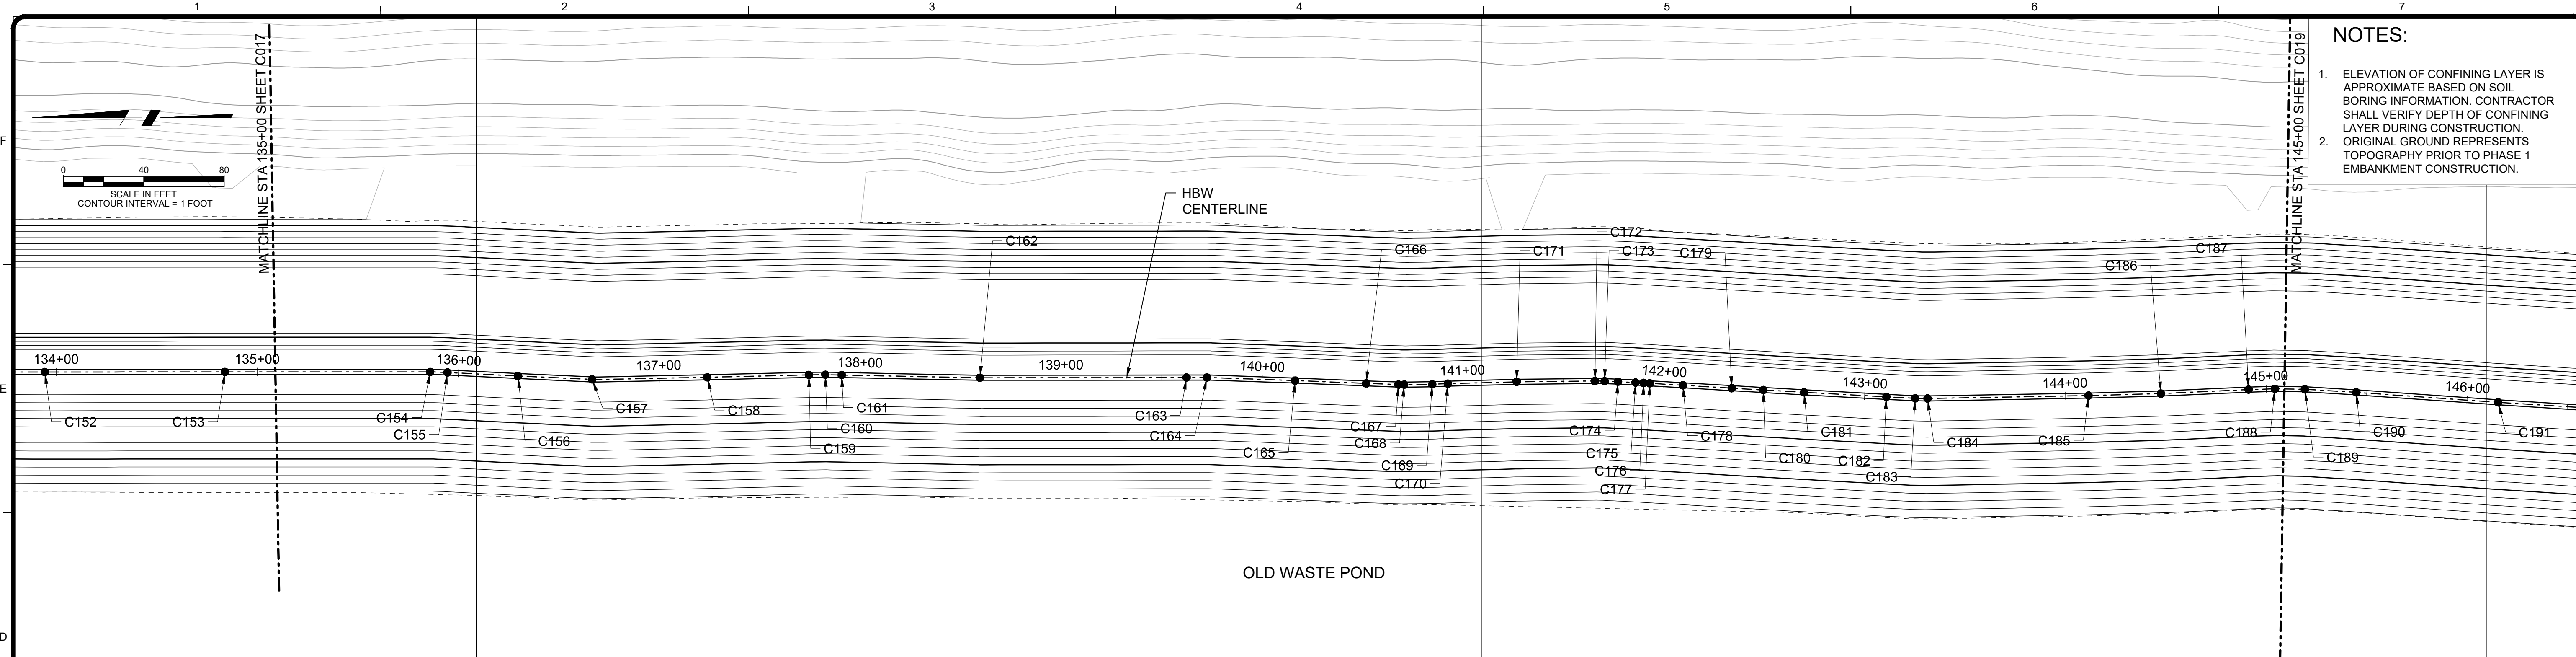 1 2 3 4 5 6 7
F
E
D
MATCHLINE STA 135+00 SHEET C017
0 40 80
SCALE IN FEET
CONTOUR INTERVAL = 1 FOOT
HBW
CENTERLINE
MATCHLINE STA 145+00 SHEET C019
NOTES:
1. ELEVATION OF CONFINING LAYER IS
APPROXIMATE BASED ON SOIL
BORING INFORMATION. CONTRACTOR
SHALL VERIFY DEPTH OF CONFINING
LAYER DURING CONSTRUCTION.
2. ORIGINAL GROUND REPRESENTS
TOPOGRAPHY PRIOR TO PHASE 1
EMBANKMENT CONSTRUCTION.
C162
C166
C171
C172
C173
C179
C186
C187
134+00 135+00 136+00 137+00 138+00 139+00 140+00 141+00 142+00 143+00 144+00 145+00 146+00
C152
C153
C154
C155
C156
C157
C158
C159
C160
C161
C163
C164
C165
C167
C168
C169
C170
C174
C175
C176
C177
C178
C180
C181
C182
C183
C184
C185
C188
C189
C190
C191
OLD WASTE POND